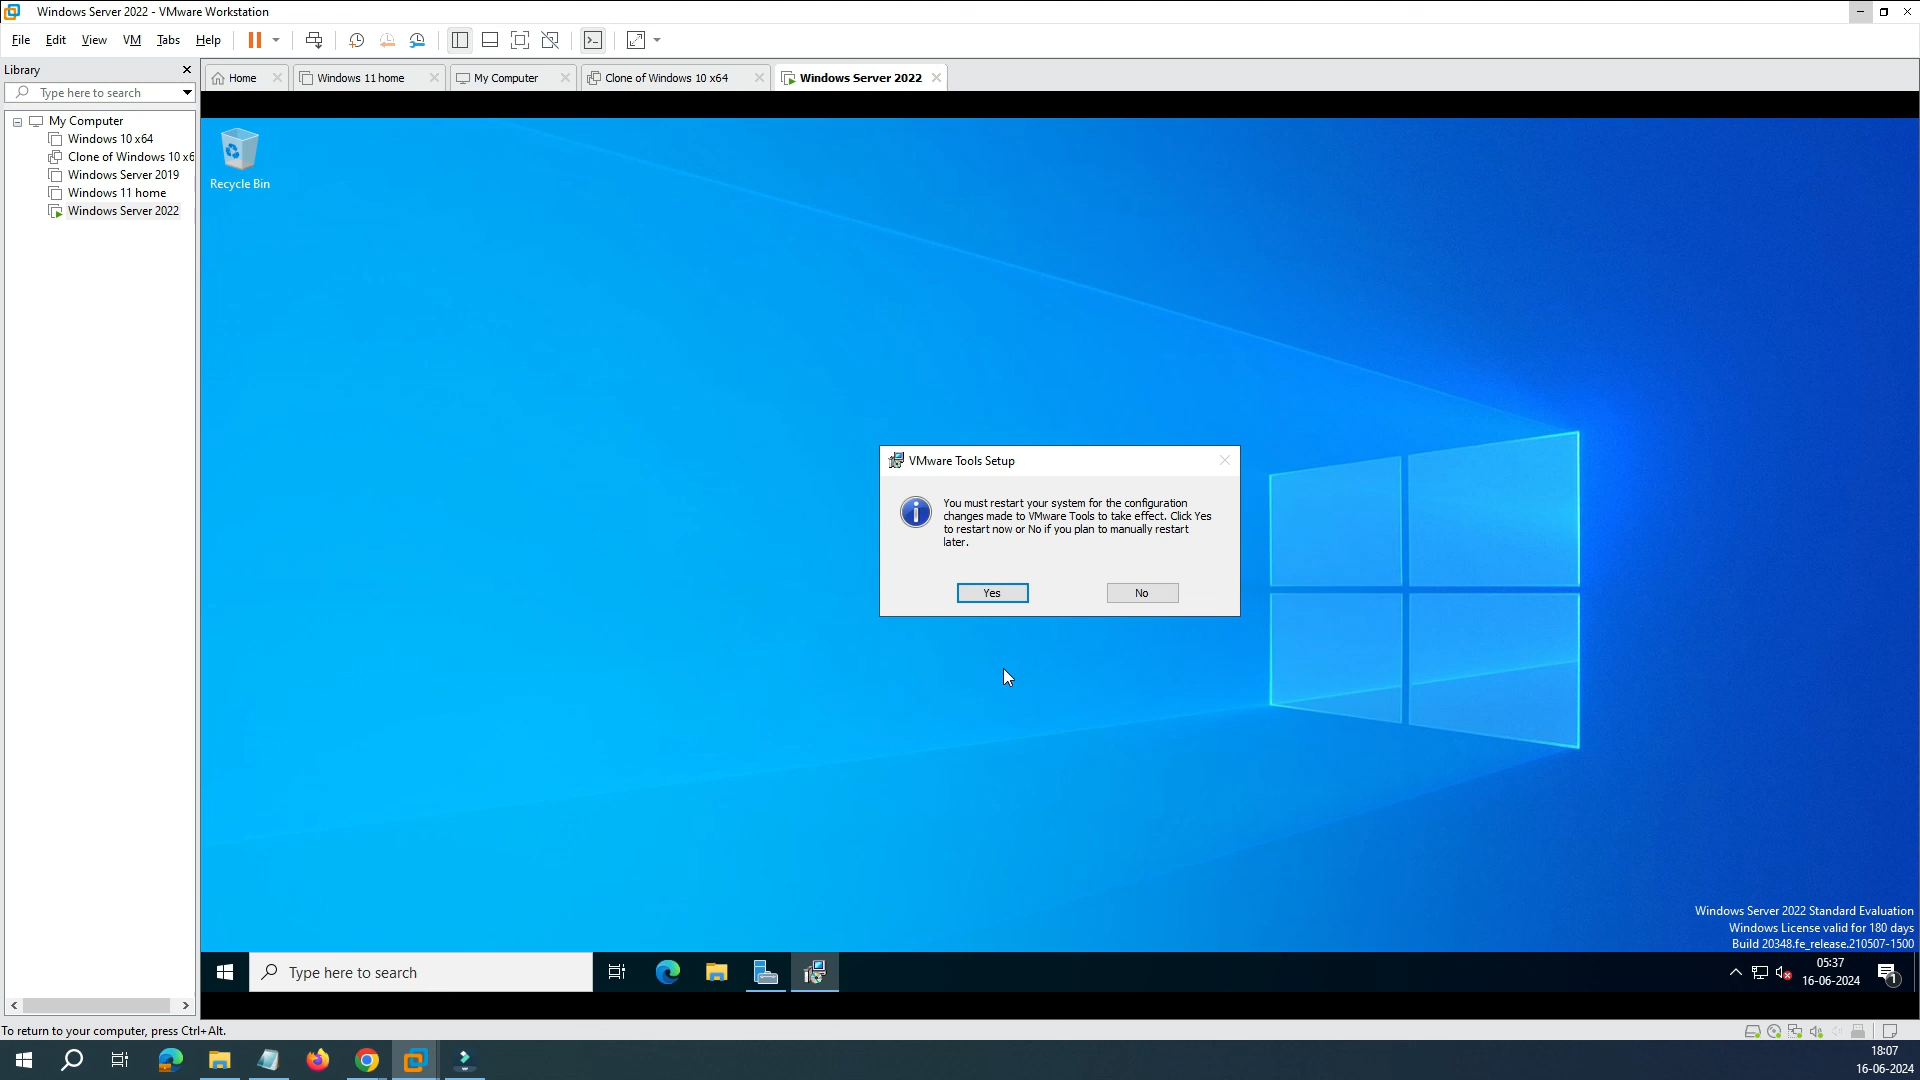 Windows Server 2022 - VMware Workstation
File Edit View VM Tabs Help
Library
Type here to search
My Computer
Windows 10 x64
Clone of Windows 10 x6
Windows Server 2019
Windows 11 home
Windows Server 2022
Home
Windows 11 home
My Computer
Clone of Windows 10 x64
Windows Server 2022
Recycle Bin
VMware Tools Setup
You must restart your system for the configuration
changes made to VMware Tools to take effect. Click Yes
to restart now or No if you plan to manually restart
later.
Yes
No
Windows Server 2022 Standard Evaluation
Windows License valid for 180 days
Build 20348.fe_release.210507-1500
Type here to search
05:37
16-06-2024
1
To return to your computer, press Ctrl+Alt.
18:07
16-06-2024